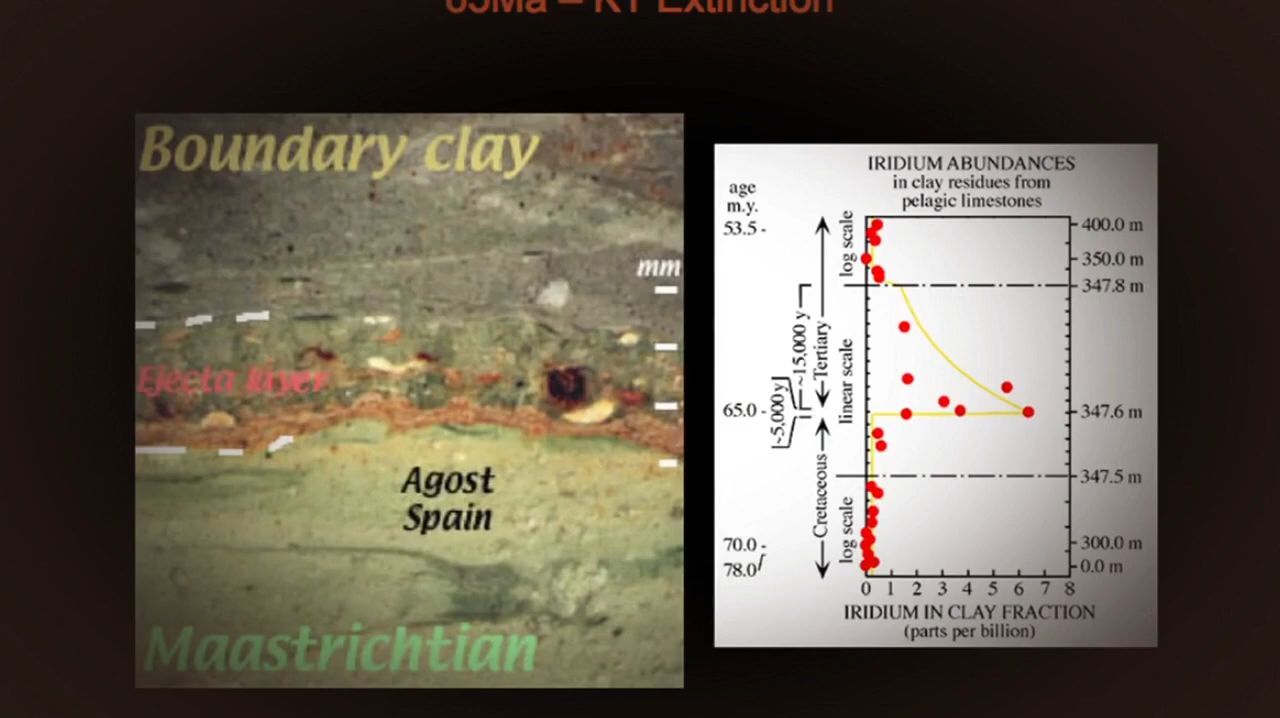 65Ma – KT Extinction
Boundary clay
mm
Ejecta layer
Agost
Spain
Maastrichtian
IRIDIUM ABUNDANCES
in clay residues from
pelagic limestones
age
m.y.
53.5 -
65.0 -
70.0 -
78.0
~5,000 y
~15,000 y
Cretaceous
Tertiary
log scale
linear scale
log scale
400.0 m
350.0 m
347.8 m
347.6 m
347.5 m
300.0 m
0.0 m
0 1 2 3 4 5 6 7 8
IRIDIUM IN CLAY FRACTION
(parts per billion)